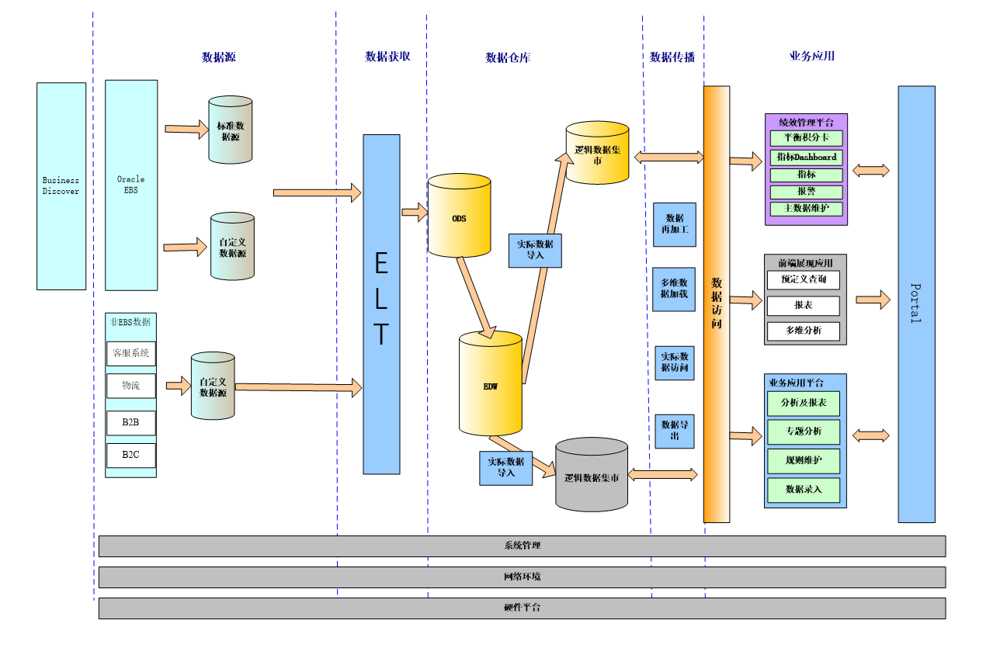 数据源
数据获取
数据仓库
数据传播
业务应用
Business
Discover
Oracle
EBS
标准数
据源
自定义
数据源
非EBS数据
客服系统
物流
B2B
B2C
自定义
数据源
E
L
T
ODS
EDW
实际数据
导入
实际数据
导入
逻辑数据集
市
逻辑数据集市
数据
再加工
多维数
据加载
实际数
据访问
数据导
出
数
据
访
问
绩效管理平台
平衡积分卡
指标Dashboard
指标
报警
主数据维护
前端展现应用
预定义查询
报表
多维分析
业务应用平台
分析及报表
专题分析
规则维护
数据录入
Portal
系统管理
网络环境
硬件平台